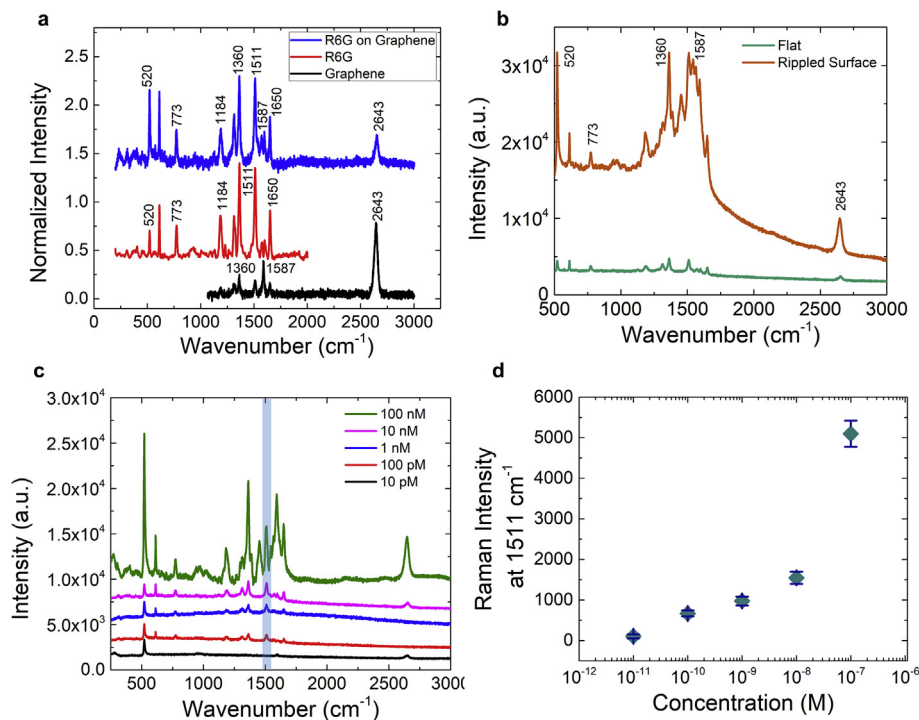 a
R6G on Graphene
R6G
Graphene
2.5
2.0
1.5
1.0
0.5
0.0
Normalized Intensity
520
773
1184
1360
1511
1587
1650
2643
520
773
1184
1511
1650
2643
1360
1587
0 500 1000 1500 2000 2500 3000
Wavenumber (cm⁻¹)
b
Flat
Rippled Surface
3x10⁴
2x10⁴
1x10⁴
0
Intensity (a.u.)
520
773
1360
1587
2643
500 1000 1500 2000 2500 3000
Wavenumber (cm⁻¹)
c
100 nM
10 nM
1 nM
100 pM
10 pM
3.0x10⁴
2.5x10⁴
2.0x10⁴
1.5x10⁴
1.0x10⁴
5.0x10³
0.0
Intensity (a.u.)
500 1000 1500 2000 2500 3000
Wavenumber (cm⁻¹)
d
6000
5000
4000
3000
2000
1000
0
Raman Intensity
at 1511 cm⁻¹
10⁻¹² 10⁻¹¹ 10⁻¹⁰ 10⁻⁹ 10⁻⁸ 10⁻⁷ 10⁻⁶
Concentration (M)